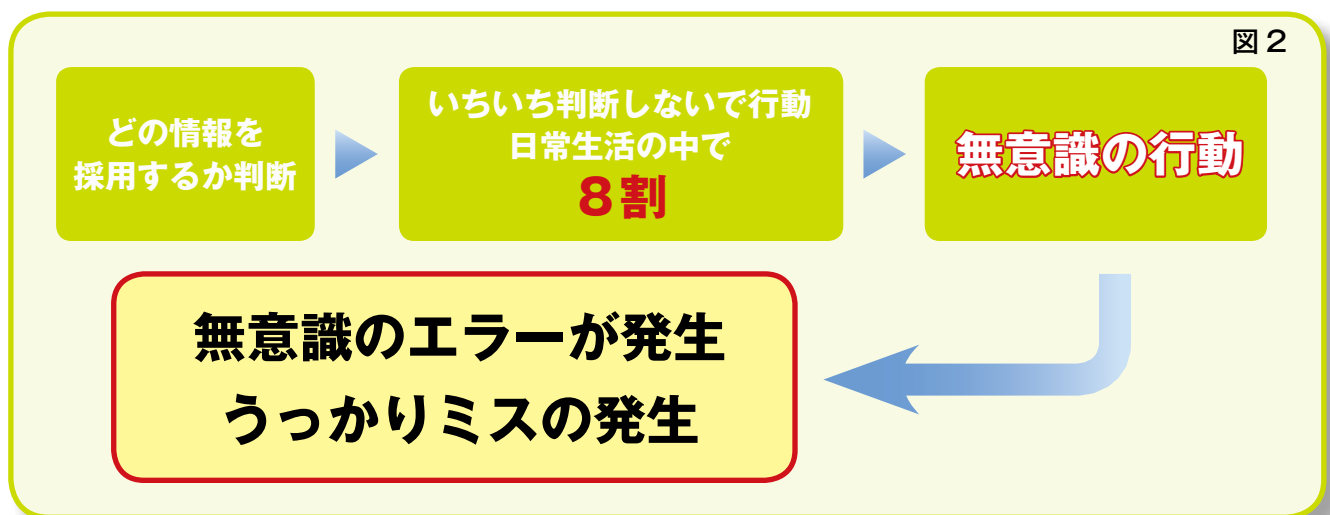 図2
どの情報を
採用するか判断
いちいち判断しないで行動
日常生活の中で
8割
無意識の行動
無意識のエラーが発生
うっかりミスの発生